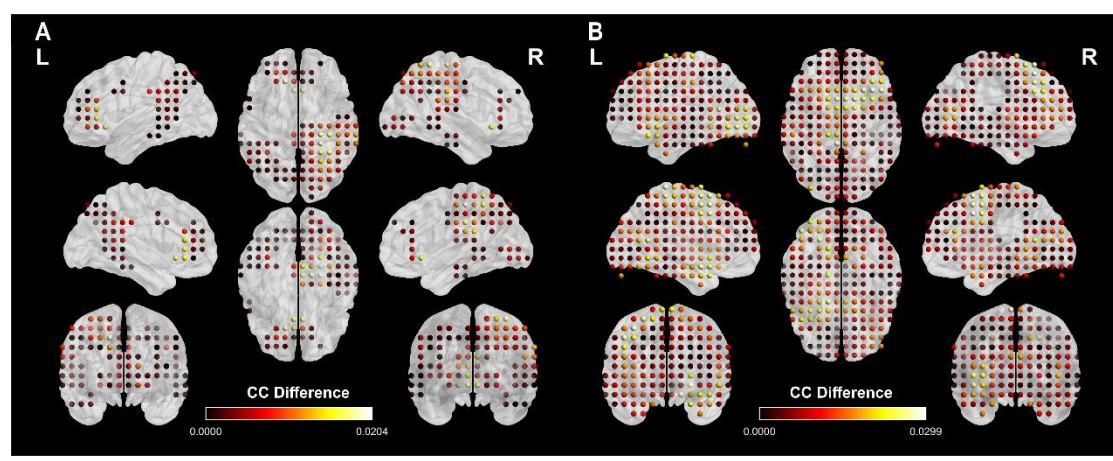 A
L
R
CC Difference
0.0000
0.0204
B
L
R
CC Difference
0.0000
0.0299